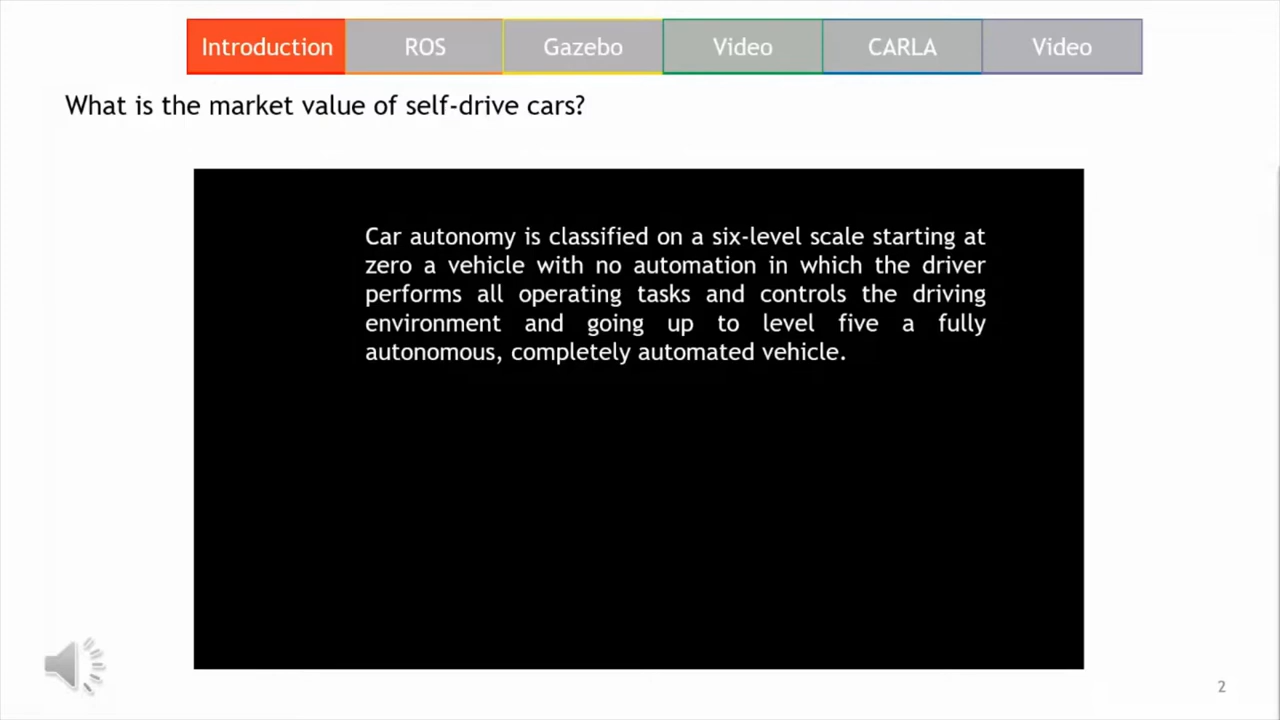 Introduction ROS Gazebo Video CARLA Video
What is the market value of self-drive cars?
Car autonomy is classified on a six-level scale starting at
zero a vehicle with no automation in which the driver
performs all operating tasks and controls the driving
environment and going up to level five a fully
autonomous, completely automated vehicle.
2